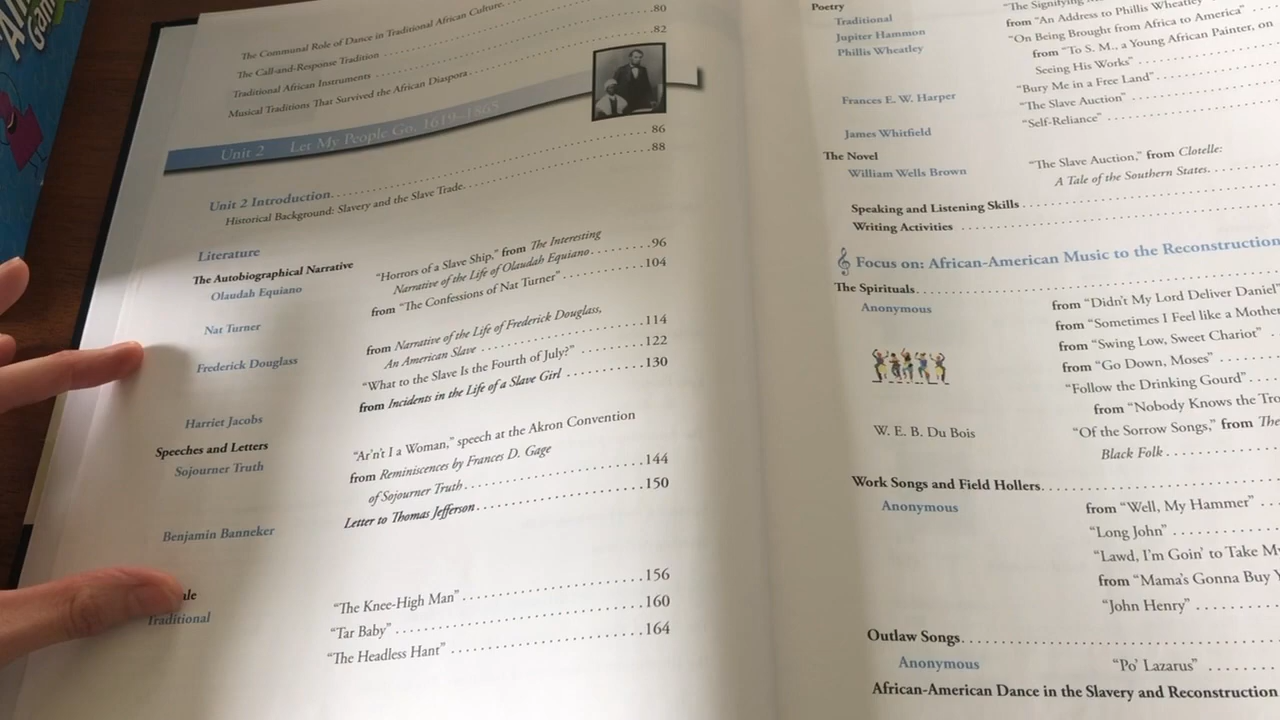 The Communal Role of Dance in Traditional African Culture.
The Call-and-Response Tradition ..... 80
Traditional African Instruments ..... 82
Musical Traditions That Survived the African Diaspora
Unit 2 Let My People Go, 1619–1865
Unit 2 Introduction ..... 86
Historical Background: Slavery and the Slave Trade ..... 88
Literature
The Autobiographical Narrative
Olaudah Equiano
"Horrors of a Slave Ship," from The Interesting
Narrative of the Life of Olaudah Equiano ..... 96
Nat Turner
from "The Confessions of Nat Turner" ..... 104
Frederick Douglass
from Narrative of the Life of Frederick Douglass,
An American Slave ..... 114
"What to the Slave Is the Fourth of July?" ..... 122
Harriet Jacobs
from Incidents in the Life of a Slave Girl ..... 130
Speeches and Letters
Sojourner Truth
"Ar'n't I a Woman," speech at the Akron Convention
from Reminiscences by Frances D. Gage
of Sojourner Truth ..... 144
Benjamin Banneker
Letter to Thomas Jefferson ..... 150
Traditional
"The Knee-High Man" ..... 156
"Tar Baby" ..... 160
"The Headless Hant" ..... 164
Poetry
Traditional
Jupiter Hammon
from "An Address to Phillis Wheatley
Phillis Wheatley
"On Being Brought from Africa to America"
from "To S. M., a Young African Painter, on
Seeing His Works"
Frances E. W. Harper
"Bury Me in a Free Land"
"The Slave Auction"
James Whitfield
"Self-Reliance"
The Novel
William Wells Brown
"The Slave Auction," from Clotelle:
A Tale of the Southern States
Speaking and Listening Skills
Writing Activities
Focus on: African-American Music to the Reconstruction
The Spirituals
Anonymous
from "Didn't My Lord Deliver Daniel"
from "Sometimes I Feel like a Mother
"Swing Low, Sweet Chariot"
from "Go Down, Moses"
"Follow the Drinking Gourd"
from "Nobody Knows the
W. E. B. Du Bois
"Of the Sorrow Songs," from The
Black Folk
Work Songs and Field Hollers
Anonymous
from "Well, My Hammer"
"Long John"
"Lawd, I'm Goin' to Take
from "Mama's Gonna Buy
"John Henry"
Outlaw Songs
Anonymous
"Po' Lazarus"
African-American Dance in the Slavery and Reconstruction